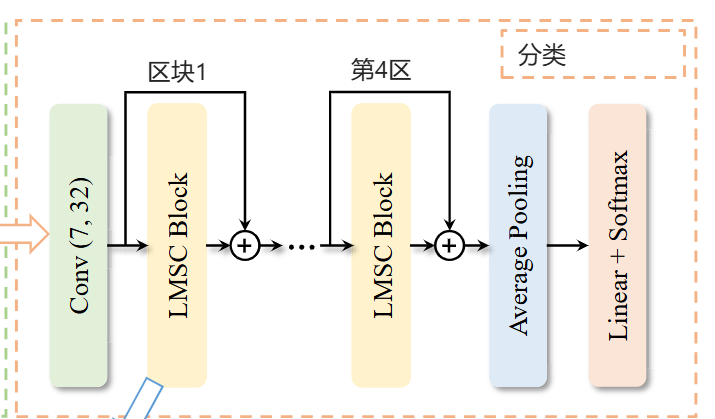 分类
区块1
第4区
Conv (7, 32)
LMSC Block
...
LMSC Block
Average Pooling
Linear + Softmax